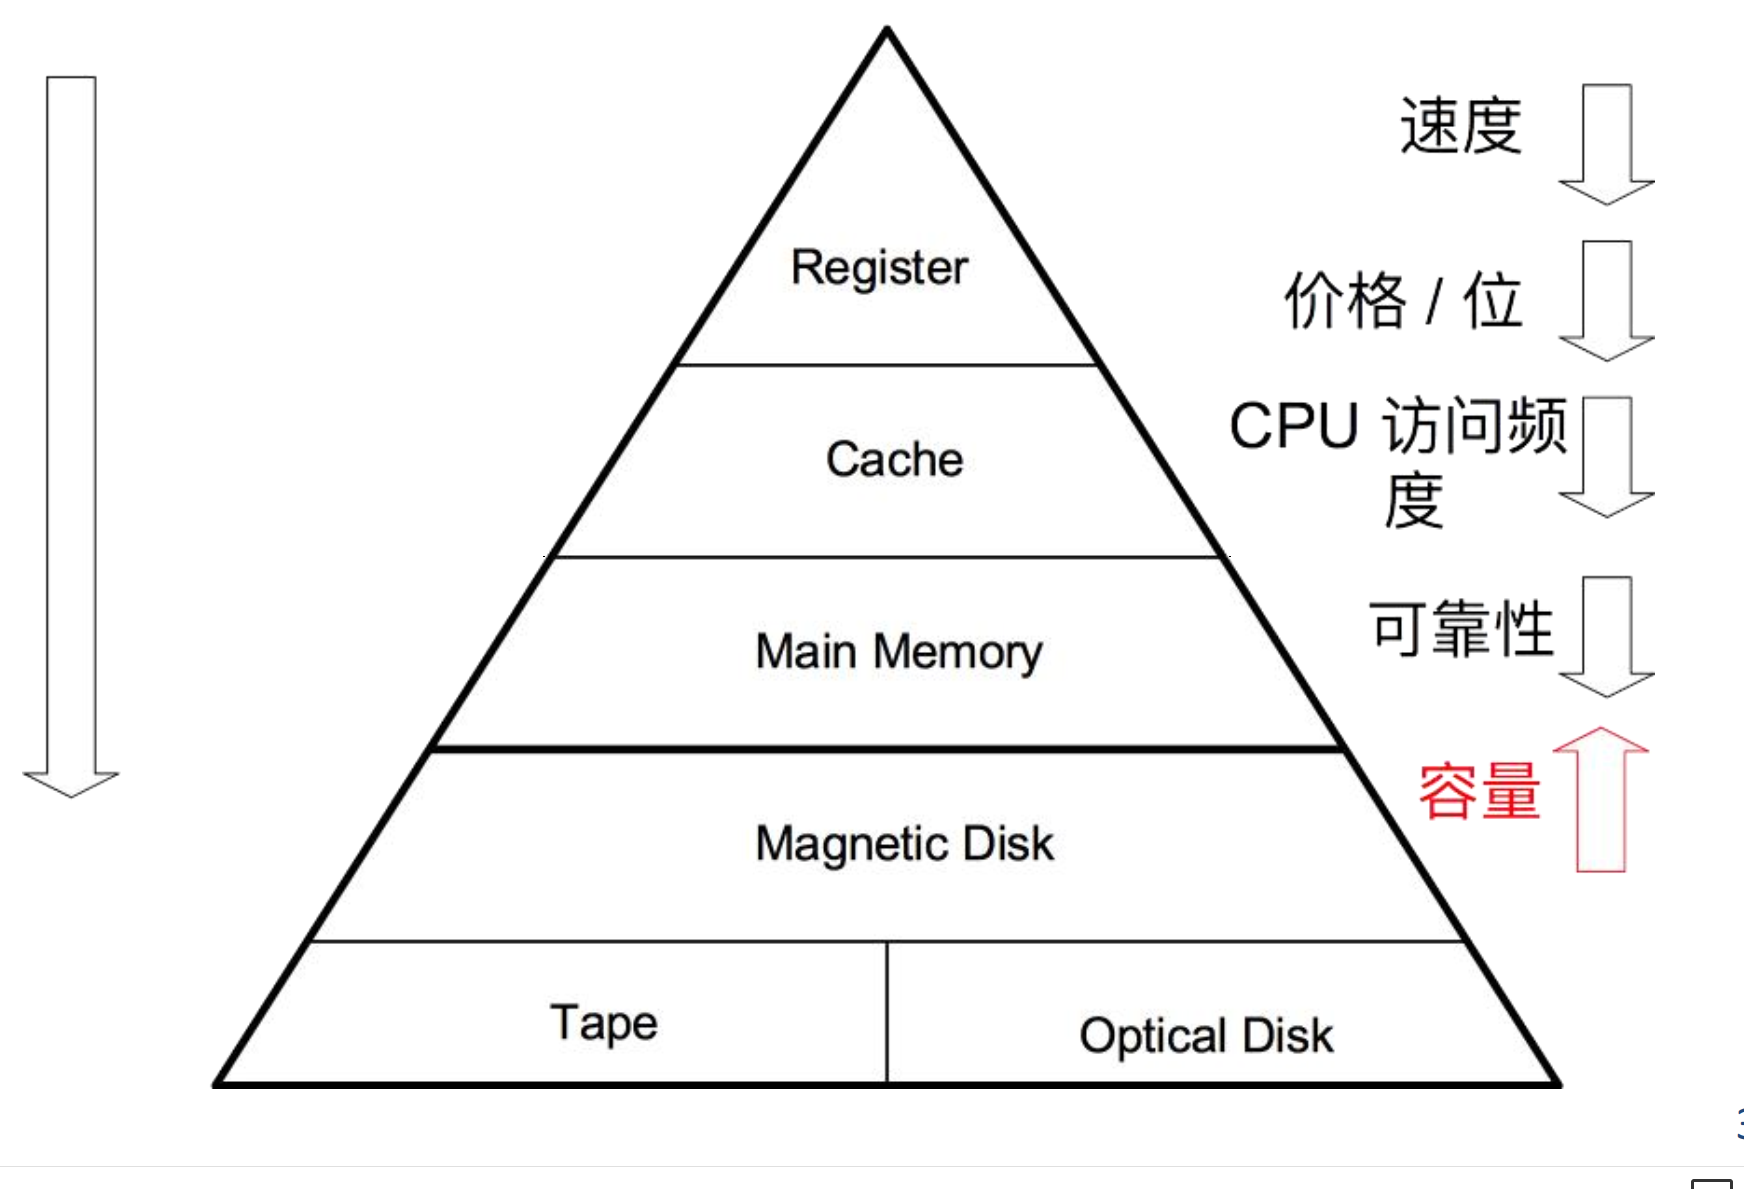 速度
Register
价格 / 位
CPU 访问频
度
Cache
可靠性
Main Memory
容量
Magnetic Disk
Tape
Optical Disk